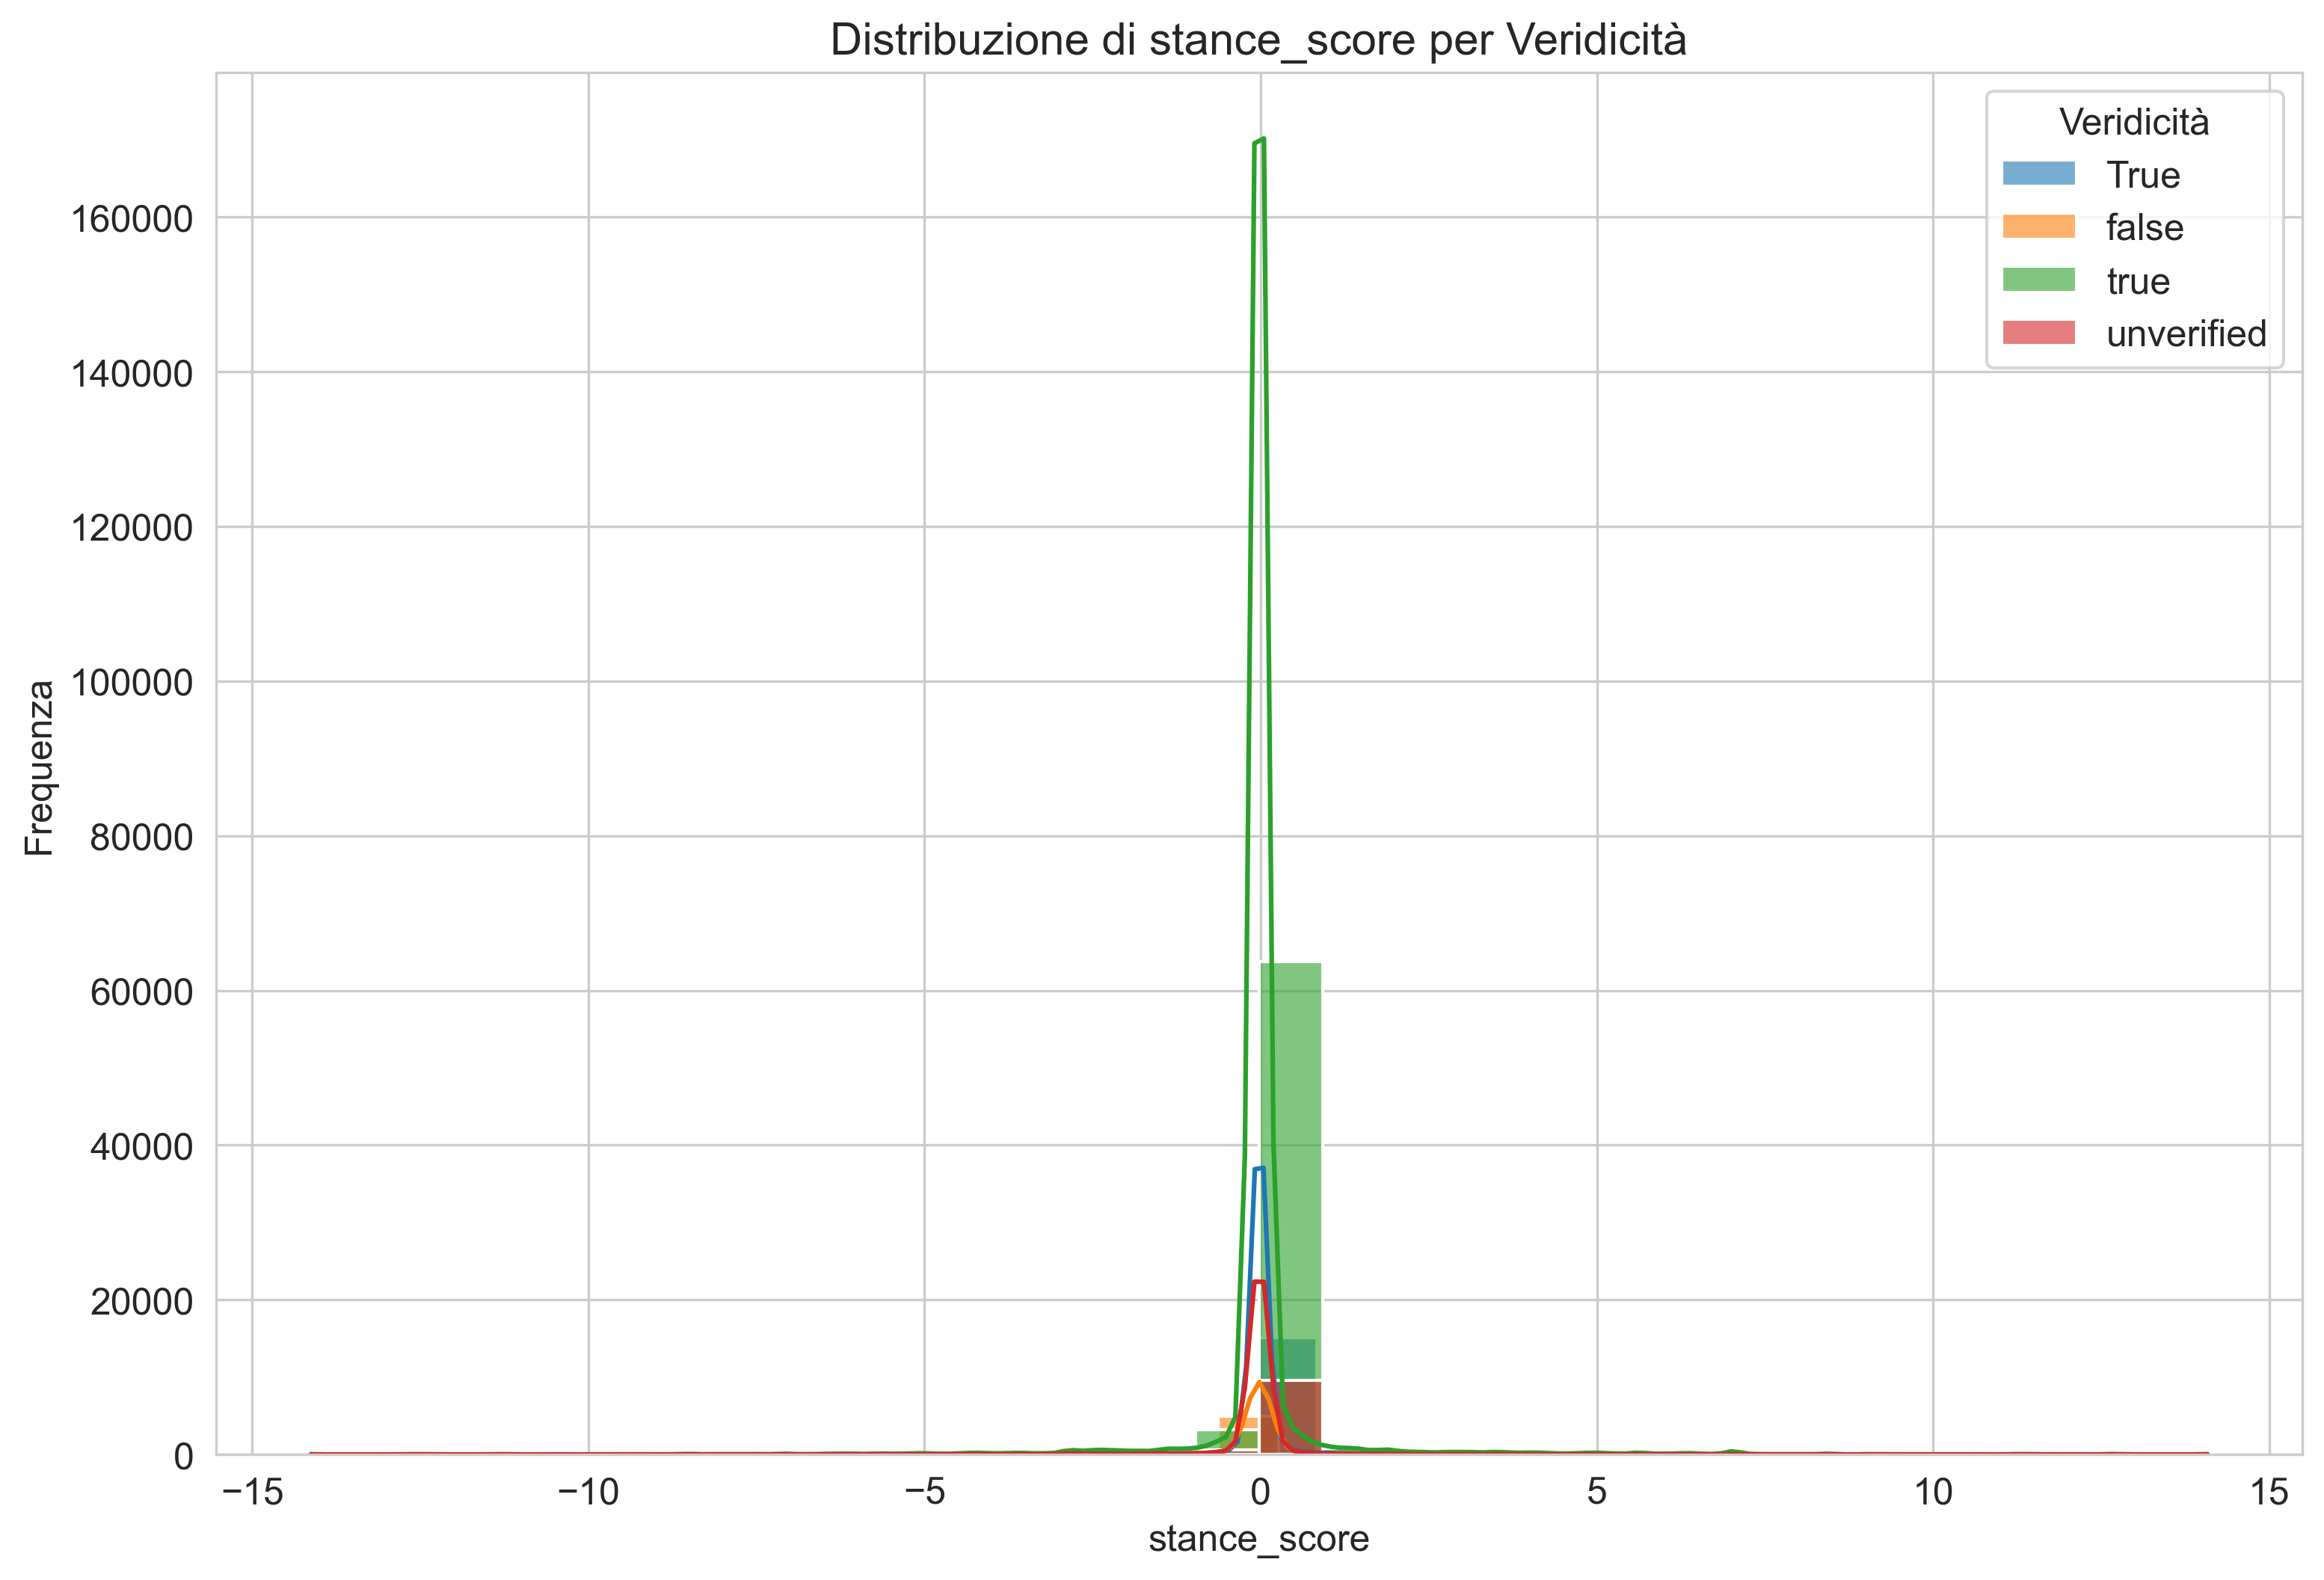 Distribuzione di stance_score per Veridicità
Veridicità
True
false
true
unverified
Frequenza
160000
140000
120000
100000
80000
60000
40000
20000
0
−15
−10
−5
0
5
10
15
stance_score